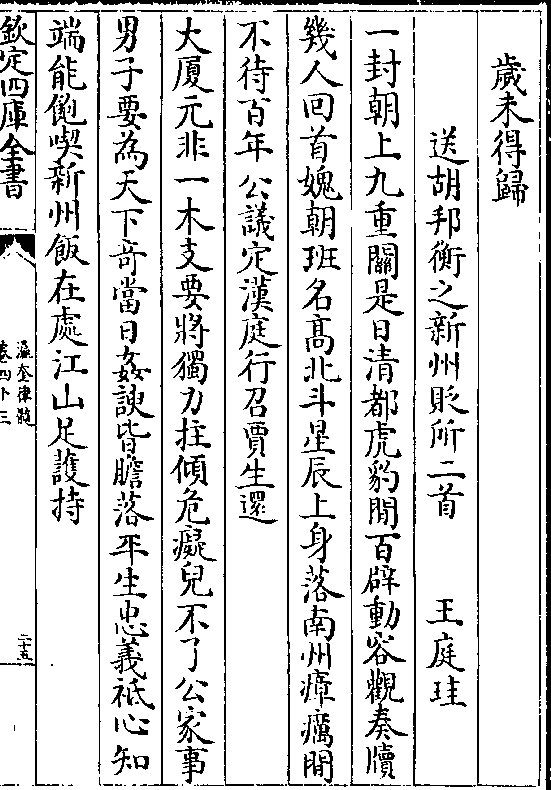 歲未得歸
送胡邦衡之新州貶所二首 王庭珪
一封朝上九重關是日清都虎豹閒百辟動容觀奏牘
幾人回首媿朝班名髙北斗星辰上身落南州瘴癘間
不待百年公議定漢庭行召賈生還
大厦元非一木支要將獨力拄傾危癡兒不了公家事
男子要為天下竒當日姦諛皆膽落平生忠義祗心知
端能飽喫新州飯在處江山足護持
欽定四庫全書
瀛奎律髓
卷四十三
二十五